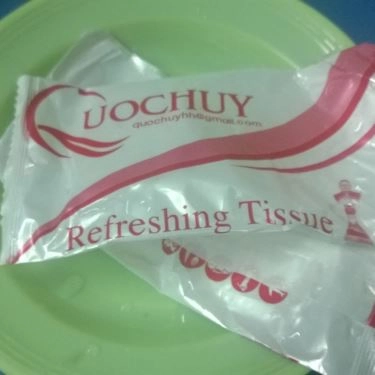 QUOCHUY
quochuyhh@gmail.com
Refreshing Tissue